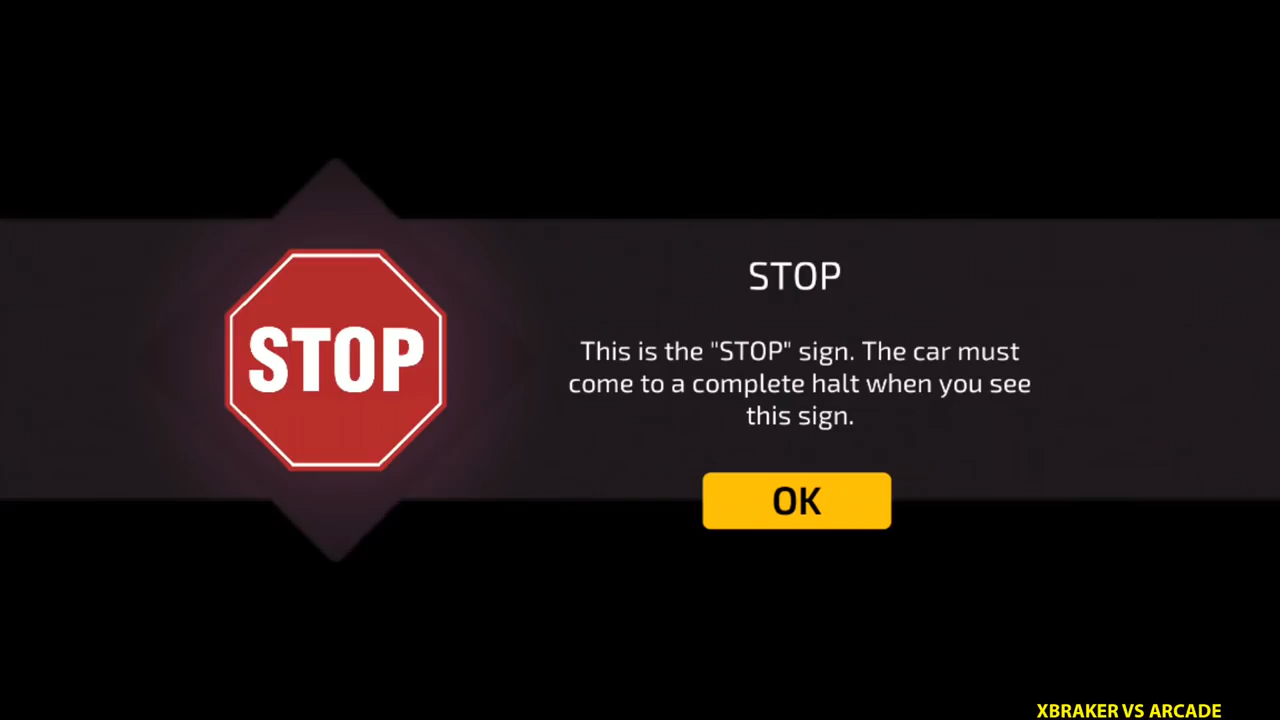 STOP
STOP
This is the "STOP" sign. The car must
come to a complete halt when you see
this sign.
OK
XBRAKER VS ARCADE